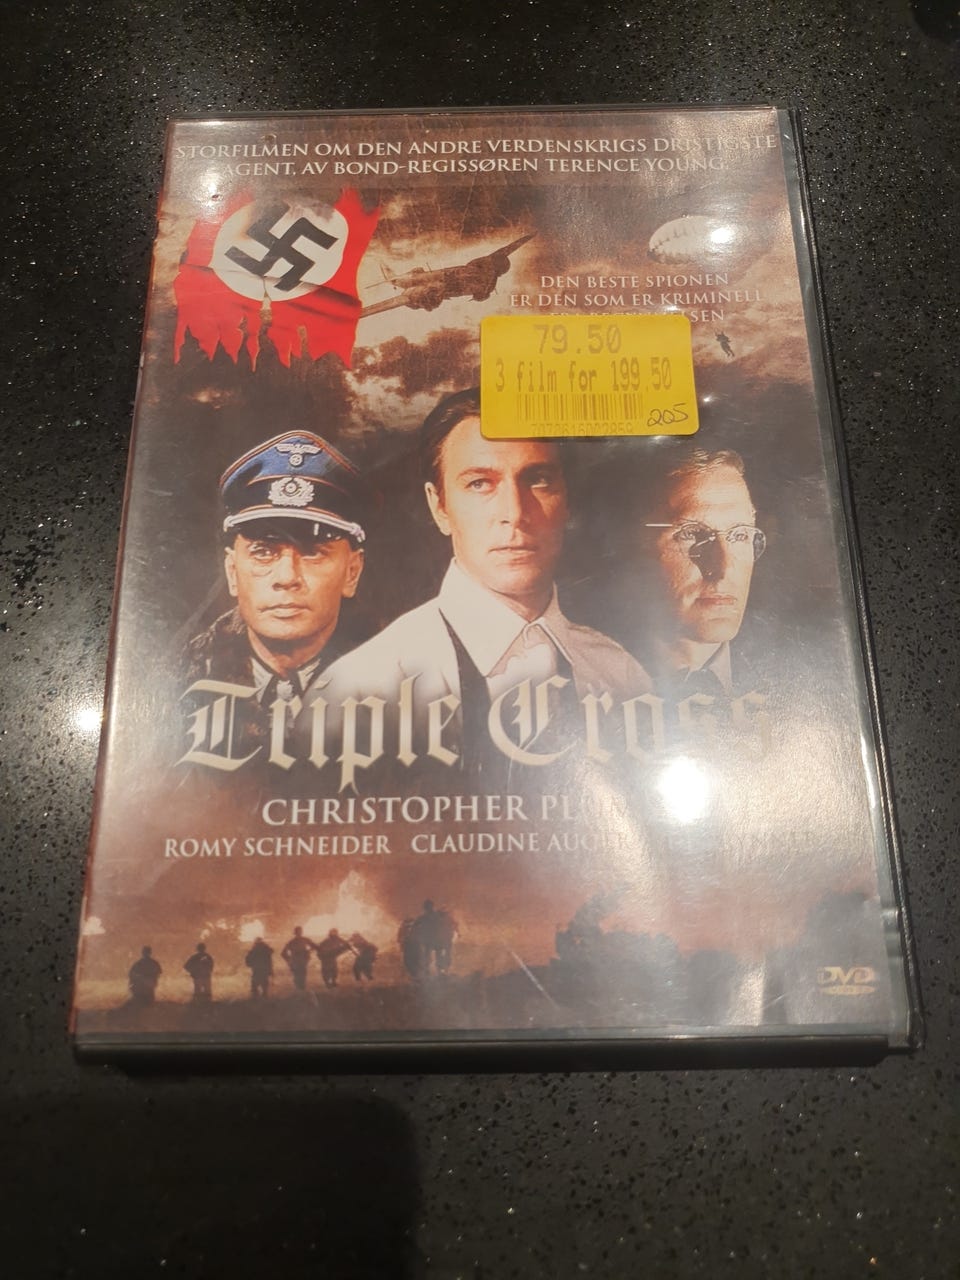 STORFILMEN OM DEN ANDRE VERDENSKRIGS DRISTIGSTE
AGENT, AV BOND-REGISSØREN TERENCE YOUNG.
DEN BESTE SPIONEN
ER DEN SOM ER KRIMINELL
79.50
3 film for 199.50
7070616002859
205
Triple Cross
CHRISTOPHER
ROMY SCHNEIDER CLAUDINE
DVD